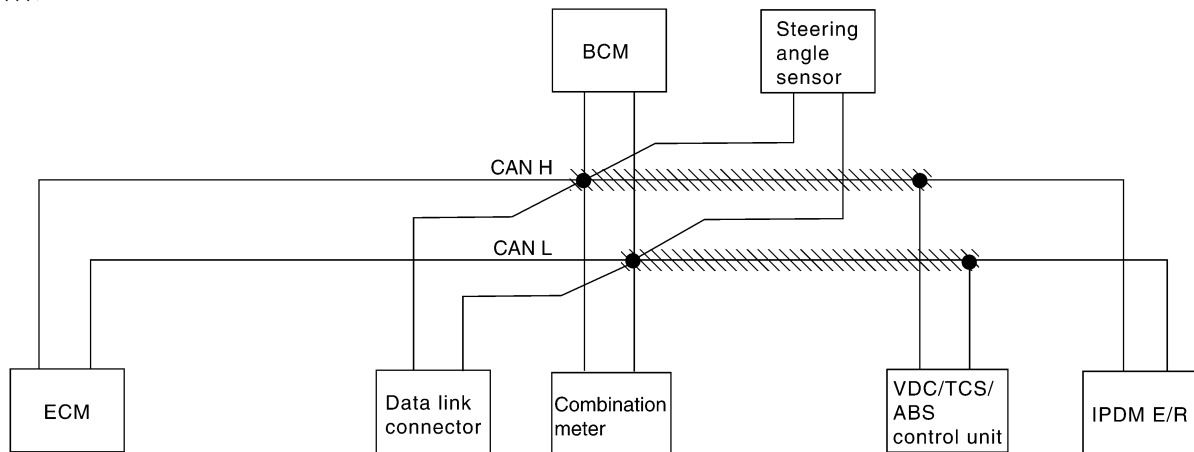 BCM
Steering
angle
sensor
CAN H
CAN L
ECM
Data link
connector
Combination
meter
VDC/TCS/
ABS
control unit
IPDM E/R